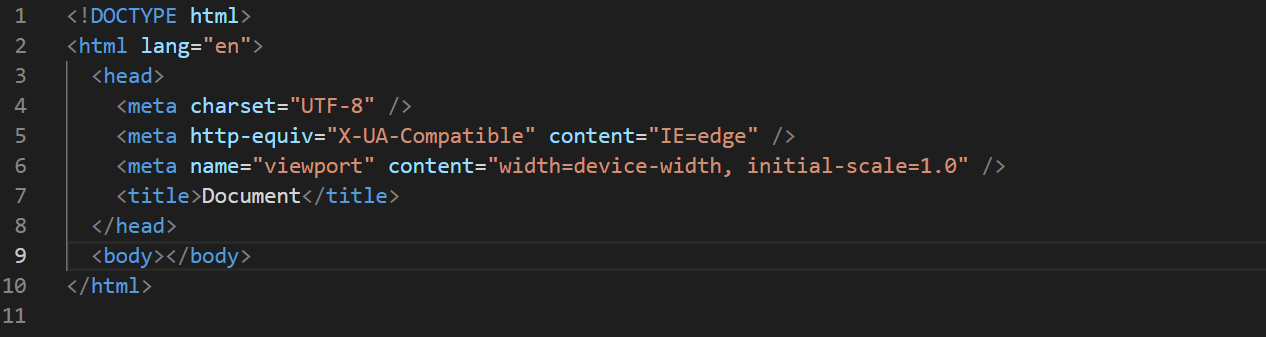 1 <!DOCTYPE html>
2 <html lang="en">
3 <head>
4 <meta charset="UTF-8" />
5 <meta http-equiv="X-UA-Compatible" content="IE=edge" />
6 <meta name="viewport" content="width=device-width, initial-scale=1.0" />
7 <title>Document</title>
8 </head>
9 <body></body>
10 </html>
11